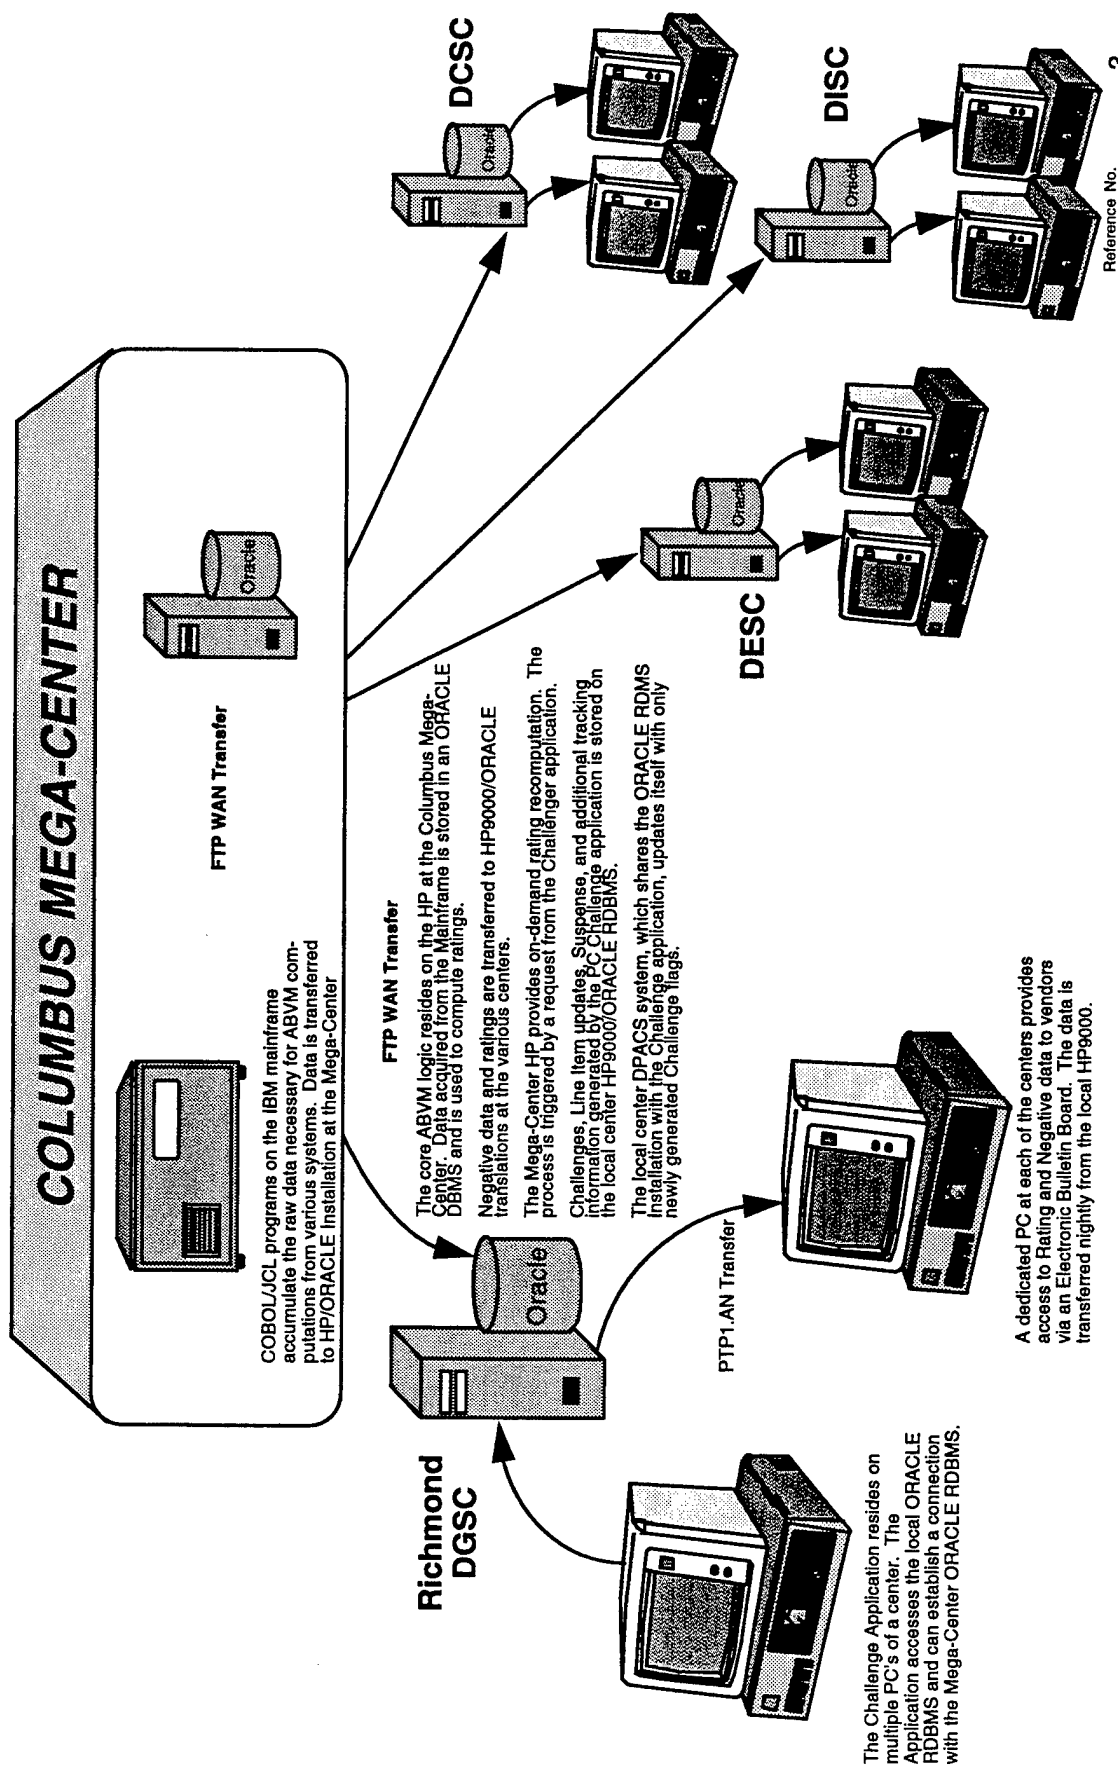 COLUMBUS MEGA-CENTER
COBOL/JCL programs on the IBM mainframe
accumulate the raw data necessary for ABVM com-
putations from various systems.  Data is transferred
to HP/ORACLE Installation at the Mega-Center
FTP WAN Transfer
Oracle
FTP WAN Transfer
The core ABVM logic resides on the HP at the Columbus Mega-
Center.  Data acquired from the Mainframe is stored in an ORACLE
DBMS and is used to compute ratings.
Negative data and ratings are transferred to HP9000/ORACLE
translations at the various centers.
The Mega-Center HP provides on-demand rating recomputation.  The
process is triggered by a request from the Challenger application.
Challenges, Line Item updates, Suspense, and additional tracking
information generated by the PC Challenge application is stored on
the local center HP9000/ORACLE RDBMS.
The local center DPACS system, which shares the ORACLE RDMS
Installation with the Challenge application, updates itself with only
newly generated Challenge flags.
Richmond
DGSC
Oracle
PTP1.AN Transfer
The Challenge Application resides on
multiple PC's of a center.  The
Application accesses the local ORACLE
RDBMS and can establish a connection
with the Mega-Center ORACLE RDBMS.
A dedicated PC at each of the centers provides
access to Rating and Negative data to vendors
via an Electronic Bulletin Board.  The data is
transferred nightly from the local HP9000.
DESC
Oracle
DCSC
Oracle
DISC
Oracle
Reference No.